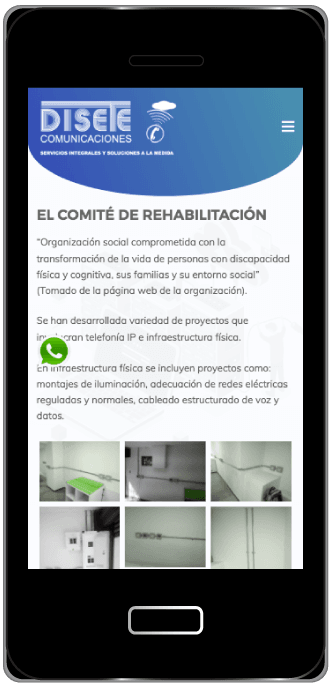 DISETE
COMUNICACIONES
SERVICIOS INTEGRALES Y SOLUCIONES A LA MEDIDA
EL COMITÉ DE REHABILITACIÓN
“Organización social comprometida con la
transformación de la vida de personas con discapacidad
física y cognitiva, sus familias y su entorno social”
(Tomado de la página web de la organización).
Se han desarrollada variedad de proyectos que
telefonía IP e infraestructura física.
En infraestructura física se incluyen proyectos como:
montajes de iluminación, adecuación de redes eléctricas
reguladas y normales, cableado estructurado de voz y
datos.